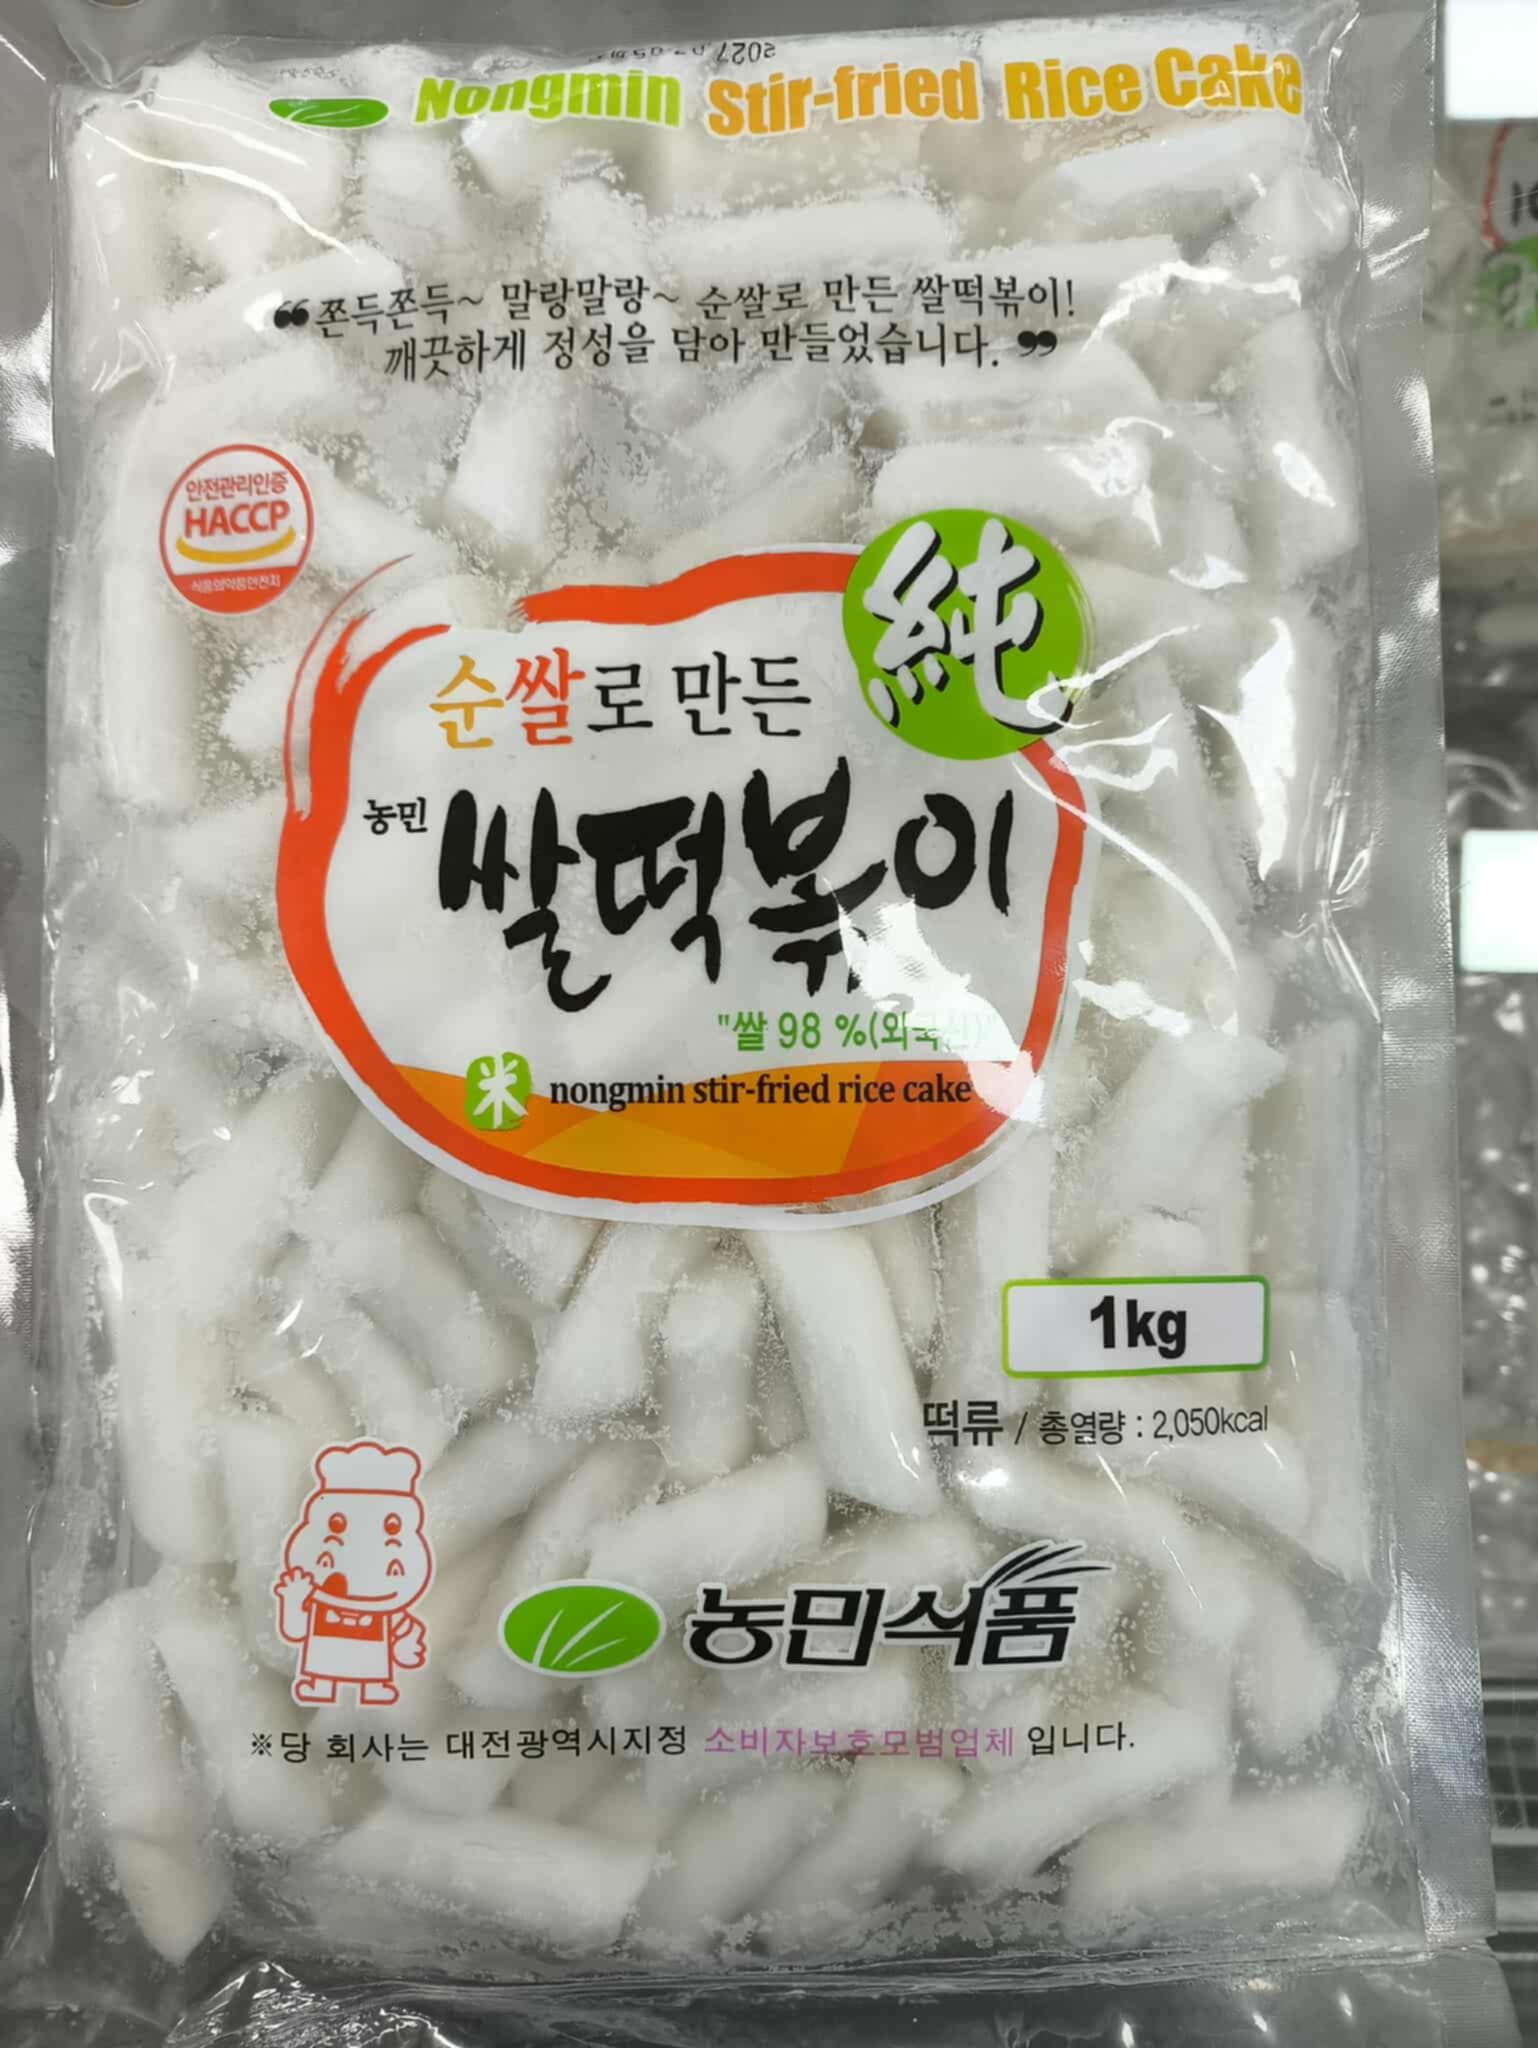 2027
Nongmin Stir-fried Rice Cake
❝쫀득쫀득~ 말랑말랑~ 순쌀로 만든 쌀떡볶이!
깨끗하게 정성을 담아 만들었습니다.❞
안전관리인증
HACCP
純
순쌀로 만든
농민 쌀떡볶이
"쌀 98 %(외국산)"
米 nongmin stir-fried rice cake
1kg
떡류 / 총열량 : 2,050kcal
농민식품
※당 회사는 대전광역시지정 소비자보호모범업체 입니다.